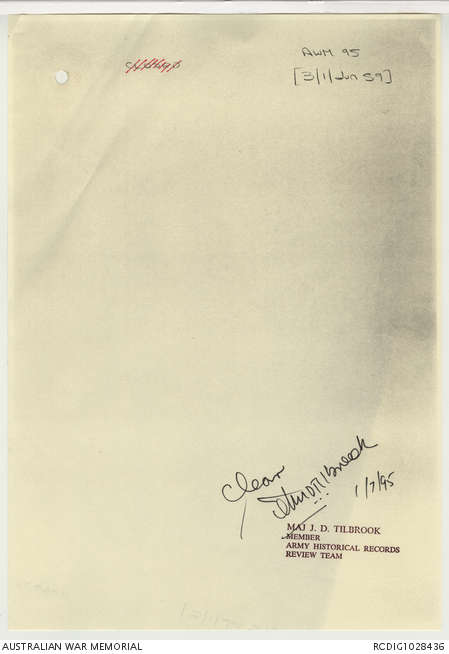 AWM 95
[3/1/Jun 59]
Clear
1/7/95
MAJ J. D. TILBROOK
MEMBER
ARMY HISTORICAL RECORDS
REVIEW TEAM
AUSTRALIAN WAR MEMORIAL
RCDIG1028436